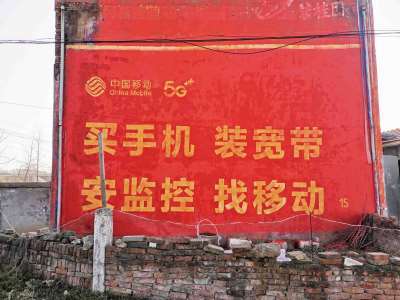 中国移动 5G
China Mobile
买手机 装宽带
安监控 找移动 15